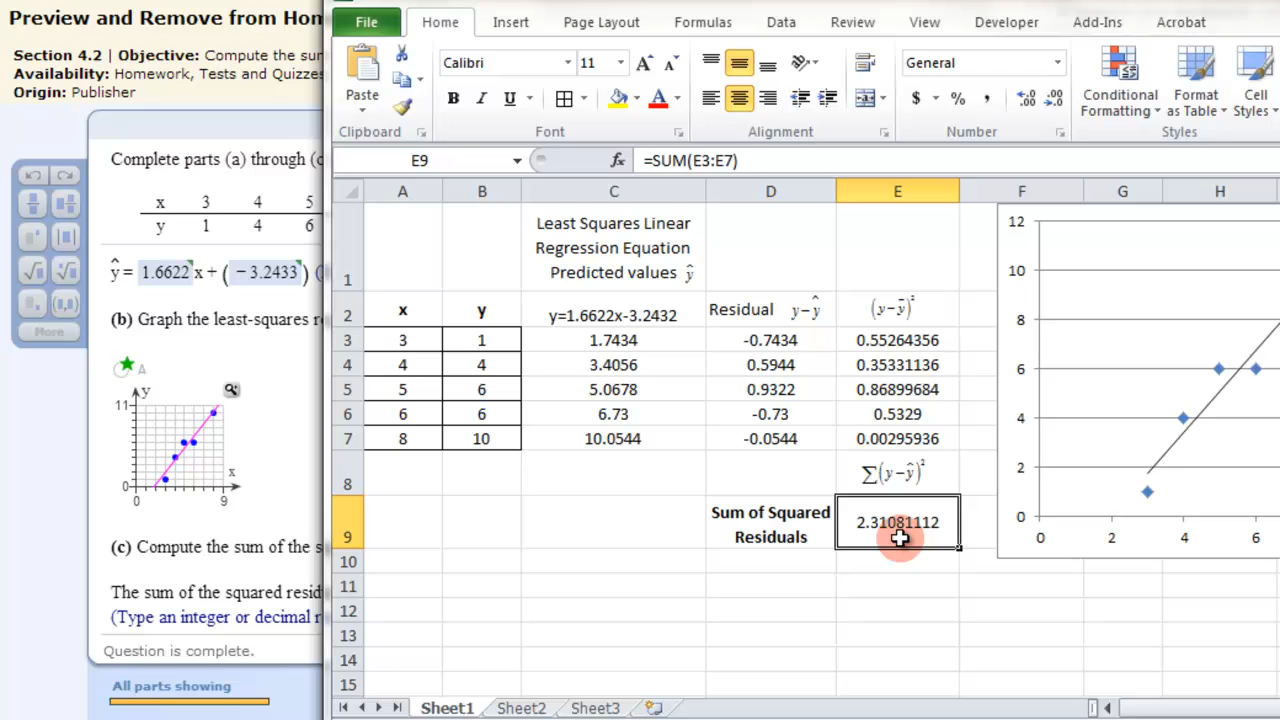 Preview and Remove from Hom
Section 4.2 | Objective: Compute the sum
Availability: Homework, Tests and Quizzes
Origin: Publisher
Complete parts (a) through (c
x 3 4 5
y 1 4 6
ŷ = 1.6622 x + ( − 3.2433 ) (
(b) Graph the least-squares r
A
y
11
0
x
0 9
(c) Compute the sum of the s
The sum of the squared resid
(Type an integer or decimal r
Question is complete.
All parts showing
More
File Home Insert Page Layout Formulas Data Review View Developer Add-Ins Acrobat
Calibri 11 General
Paste B I U A $ % , Conditional Formatting Format as Table Cell Styles
Clipboard Font Alignment Number Styles
E9 fx =SUM(E3:E7)
A B C D E F G H
1 Least Squares Linear
Regression Equation
Predicted values ŷ
2 x y y=1.6622x-3.2432 Residual y−ŷ (y−ȳ)²
3 3 1 1.7434 -0.7434 0.55264356
4 4 4 3.4056 0.5944 0.35331136
5 5 6 5.0678 0.9322 0.86899684
6 6 6 6.73 -0.73 0.5329
7 8 10 10.0544 -0.0544 0.00295936
8 ∑(y−ŷ)²
9 Sum of Squared
Residuals 2.31081112
10
11
12
13
14
15
12
10
8
6
4
2
0
0 2 4 6
Sheet1 Sheet2 Sheet3